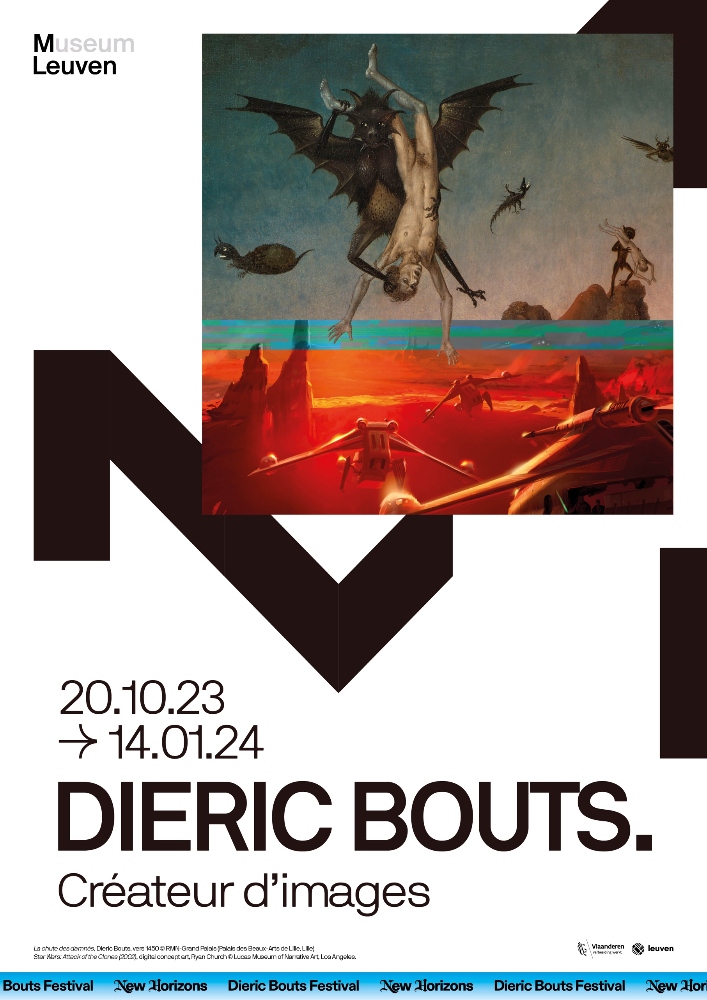 Museum
Leuven
20.10.23
→ 14.01.24
DIERIC BOUTS.
Créateur d’images
La chute des damnés, Dieric Bouts, vers 1450 © RMN-Grand Palais (Palais des Beaux-Arts de Lille, Lille)
Star Wars: Attack of the Clones (2002), digital concept art, Ryan Church © Lucas Museum of Narrative Art, Los Angeles.
Vlaanderen
verbeelding werkt
leuven
Bouts Festival New Horizons Dieric Bouts Festival New Horizons Dieric Bouts Festival New Hori